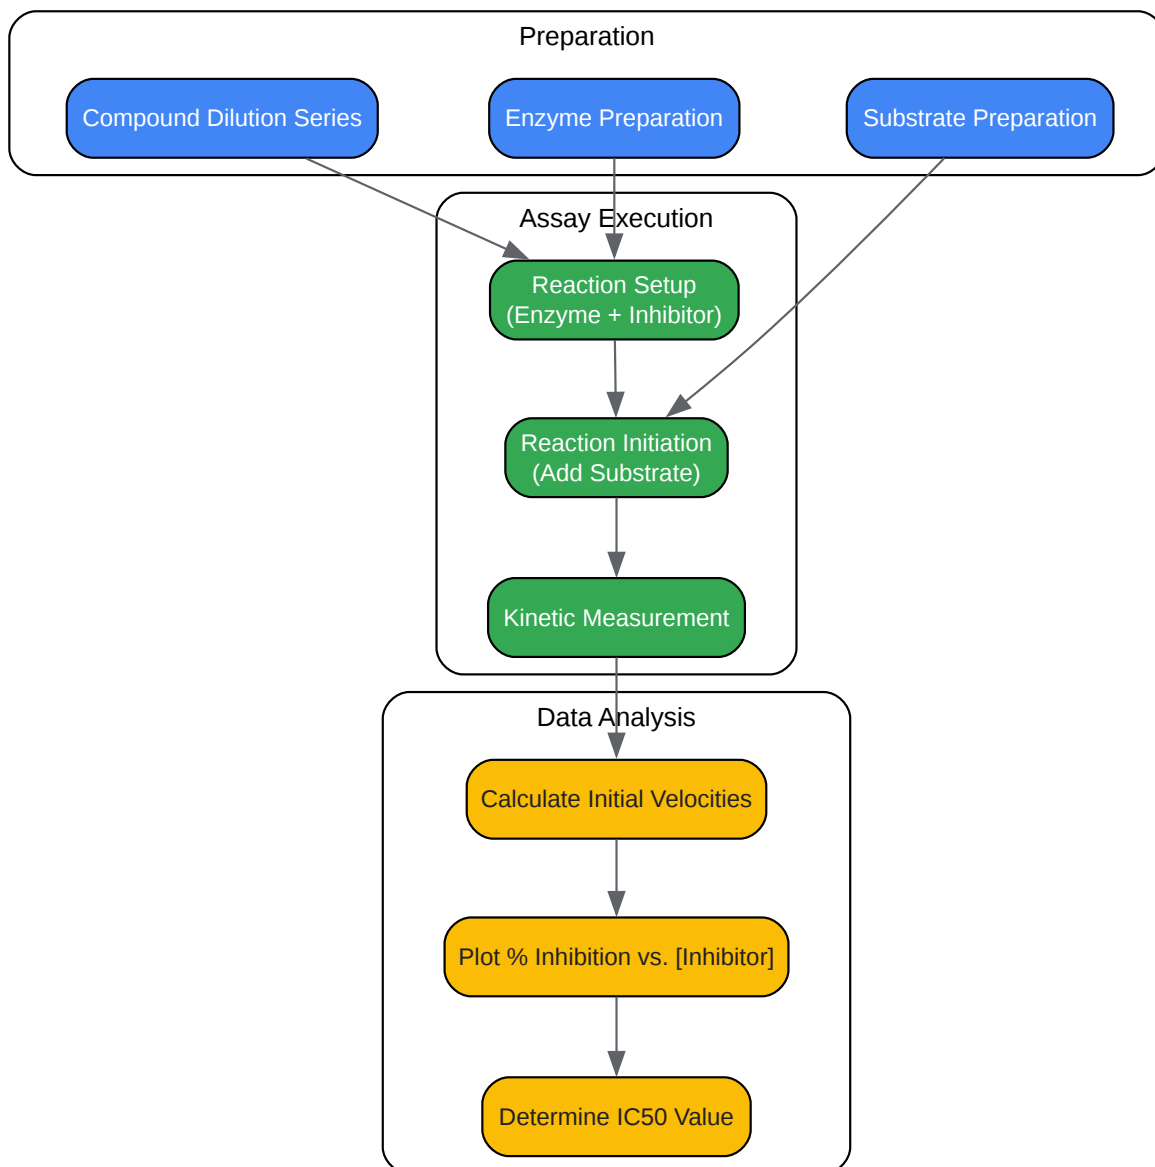 Preparation
Compound Dilution Series
Enzyme Preparation
Substrate Preparation
Assay Execution
Reaction Setup
(Enzyme + Inhibitor)
Reaction Initiation
(Add Substrate)
Kinetic Measurement
Data Analysis
Calculate Initial Velocities
Plot % Inhibition vs. [Inhibitor]
Determine IC50 Value